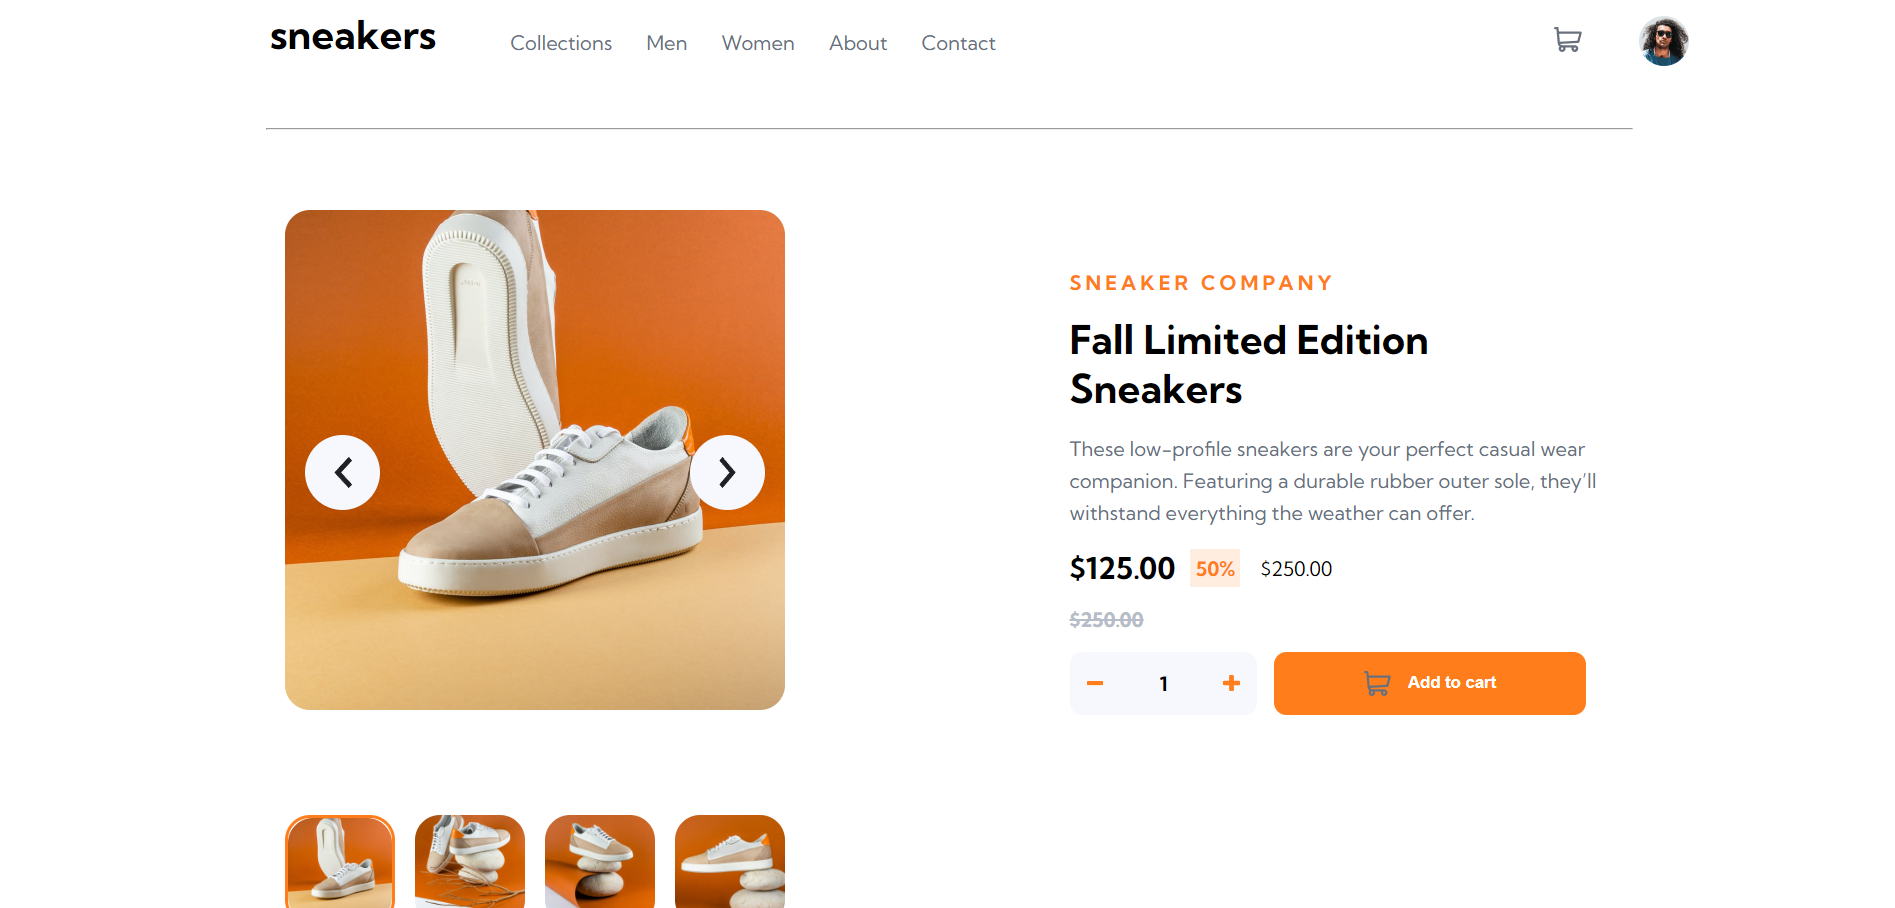 sneakers
Collections Men Women About Contact
SNEAKER COMPANY
Fall Limited Edition
Sneakers
These low-profile sneakers are your perfect casual wear
companion. Featuring a durable rubber outer sole, they’ll
withstand everything the weather can offer.
$125.00 50% $250.00
$250.00
1
Add to cart